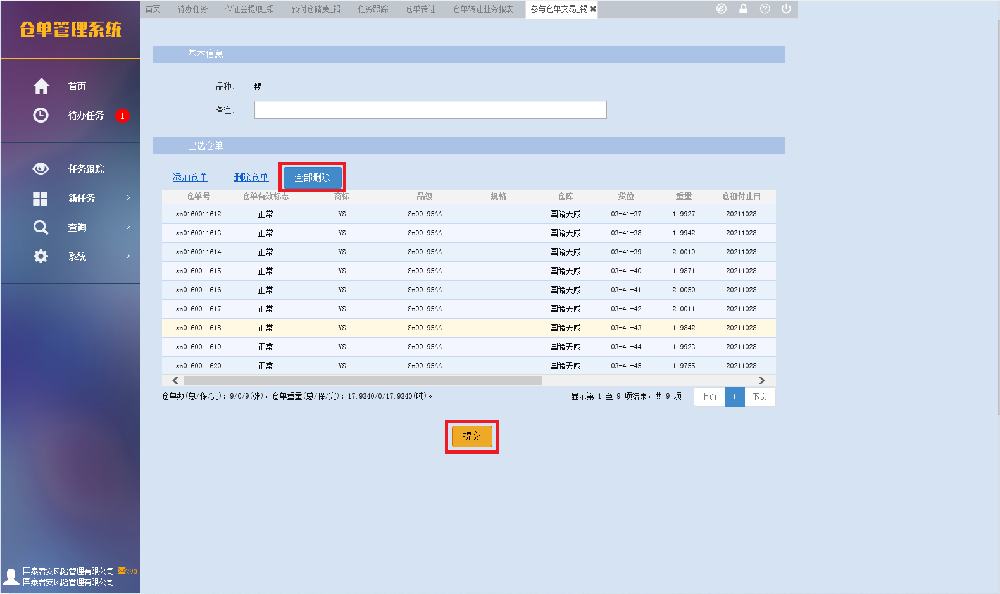 首页 待办任务 保证金提取_铅 预付仓储费_铅 任务跟踪 仓单转让 仓单转让业务报表 参与仓单交易_锡
仓单管理系统
首页
待办任务 1
任务跟踪
新任务
查询
系统
国泰君安风险管理有限公司 290
国泰君安风险管理有限公司
基本信息
品种: 锡
备注:
已选仓单
添加仓单 删除仓单 全部删除
仓单号 仓单有效标志 商标 品级 规格 仓库 货位 重量 仓租付止日
sn0160011612 正常 YS Sn99.95AA 国储天威 03-41-37 1.9927 20211028
sn0160011613 正常 YS Sn99.95AA 国储天威 03-41-38 1.9942 20211028
sn0160011614 正常 YS Sn99.95AA 国储天威 03-41-39 2.0019 20211028
sn0160011615 正常 YS Sn99.95AA 国储天威 03-41-40 1.9871 20211028
sn0160011616 正常 YS Sn99.95AA 国储天威 03-41-41 2.0050 20211028
sn0160011617 正常 YS Sn99.95AA 国储天威 03-41-42 2.0011 20211028
sn0160011618 正常 YS Sn99.95AA 国储天威 03-41-43 1.9842 20211028
sn0160011619 正常 YS Sn99.95AA 国储天威 03-41-44 1.9923 20211028
sn0160011620 正常 YS Sn99.95AA 国储天威 03-41-45 1.9755 20211028
仓单数(总/保/完): 9/0/9(张), 仓单重量(总/保/完): 17.9340/0/17.9340(吨)。 显示第 1 至 9 项结果, 共 9 项 上页 1 下页
提交